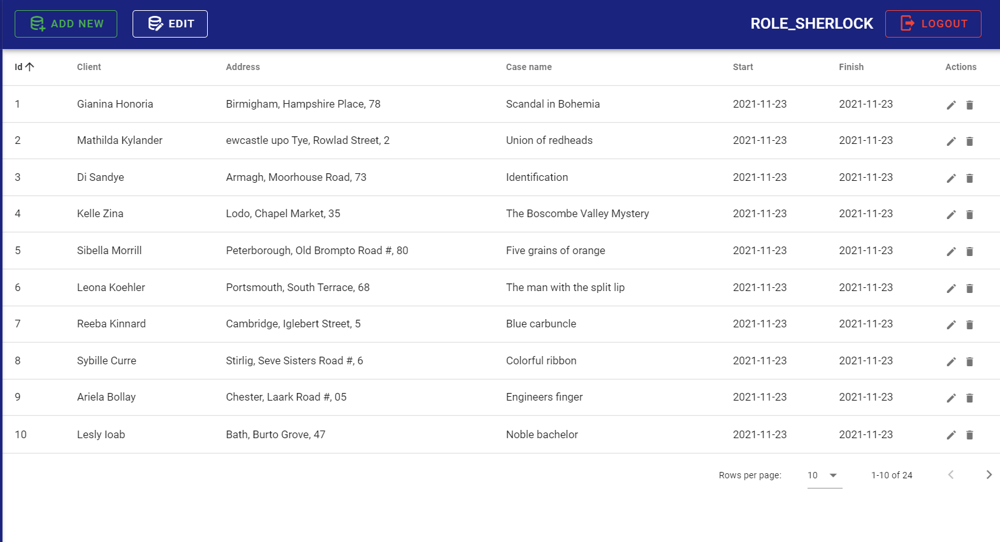 ADD NEW EDIT ROLE_SHERLOCK LOGOUT
Id Client Address Case name Start Finish Actions
1 Gianina Honoria Birmigham, Hampshire Place, 78 Scandal in Bohemia 2021-11-23 2021-11-23
2 Mathilda Kylander ewcastle upo Tye, Rowlad Street, 2 Union of redheads 2021-11-23 2021-11-23
3 Di Sandye Armagh, Moorhouse Road, 73 Identification 2021-11-23 2021-11-23
4 Kelle Zina Lodo, Chapel Market, 35 The Boscombe Valley Mystery 2021-11-23 2021-11-23
5 Sibella Morrill Peterborough, Old Brompto Road #, 80 Five grains of orange 2021-11-23 2021-11-23
6 Leona Koehler Portsmouth, South Terrace, 68 The man with the split lip 2021-11-23 2021-11-23
7 Reeba Kinnard Cambridge, Iglebert Street, 5 Blue carbuncle 2021-11-23 2021-11-23
8 Sybille Curre Stirlig, Seve Sisters Road #, 6 Colorful ribbon 2021-11-23 2021-11-23
9 Ariela Bollay Chester, Laark Road #, 05 Engineers finger 2021-11-23 2021-11-23
10 Lesly Ioab Bath, Burto Grove, 47 Noble bachelor 2021-11-23 2021-11-23
Rows per page: 10 1-10 of 24